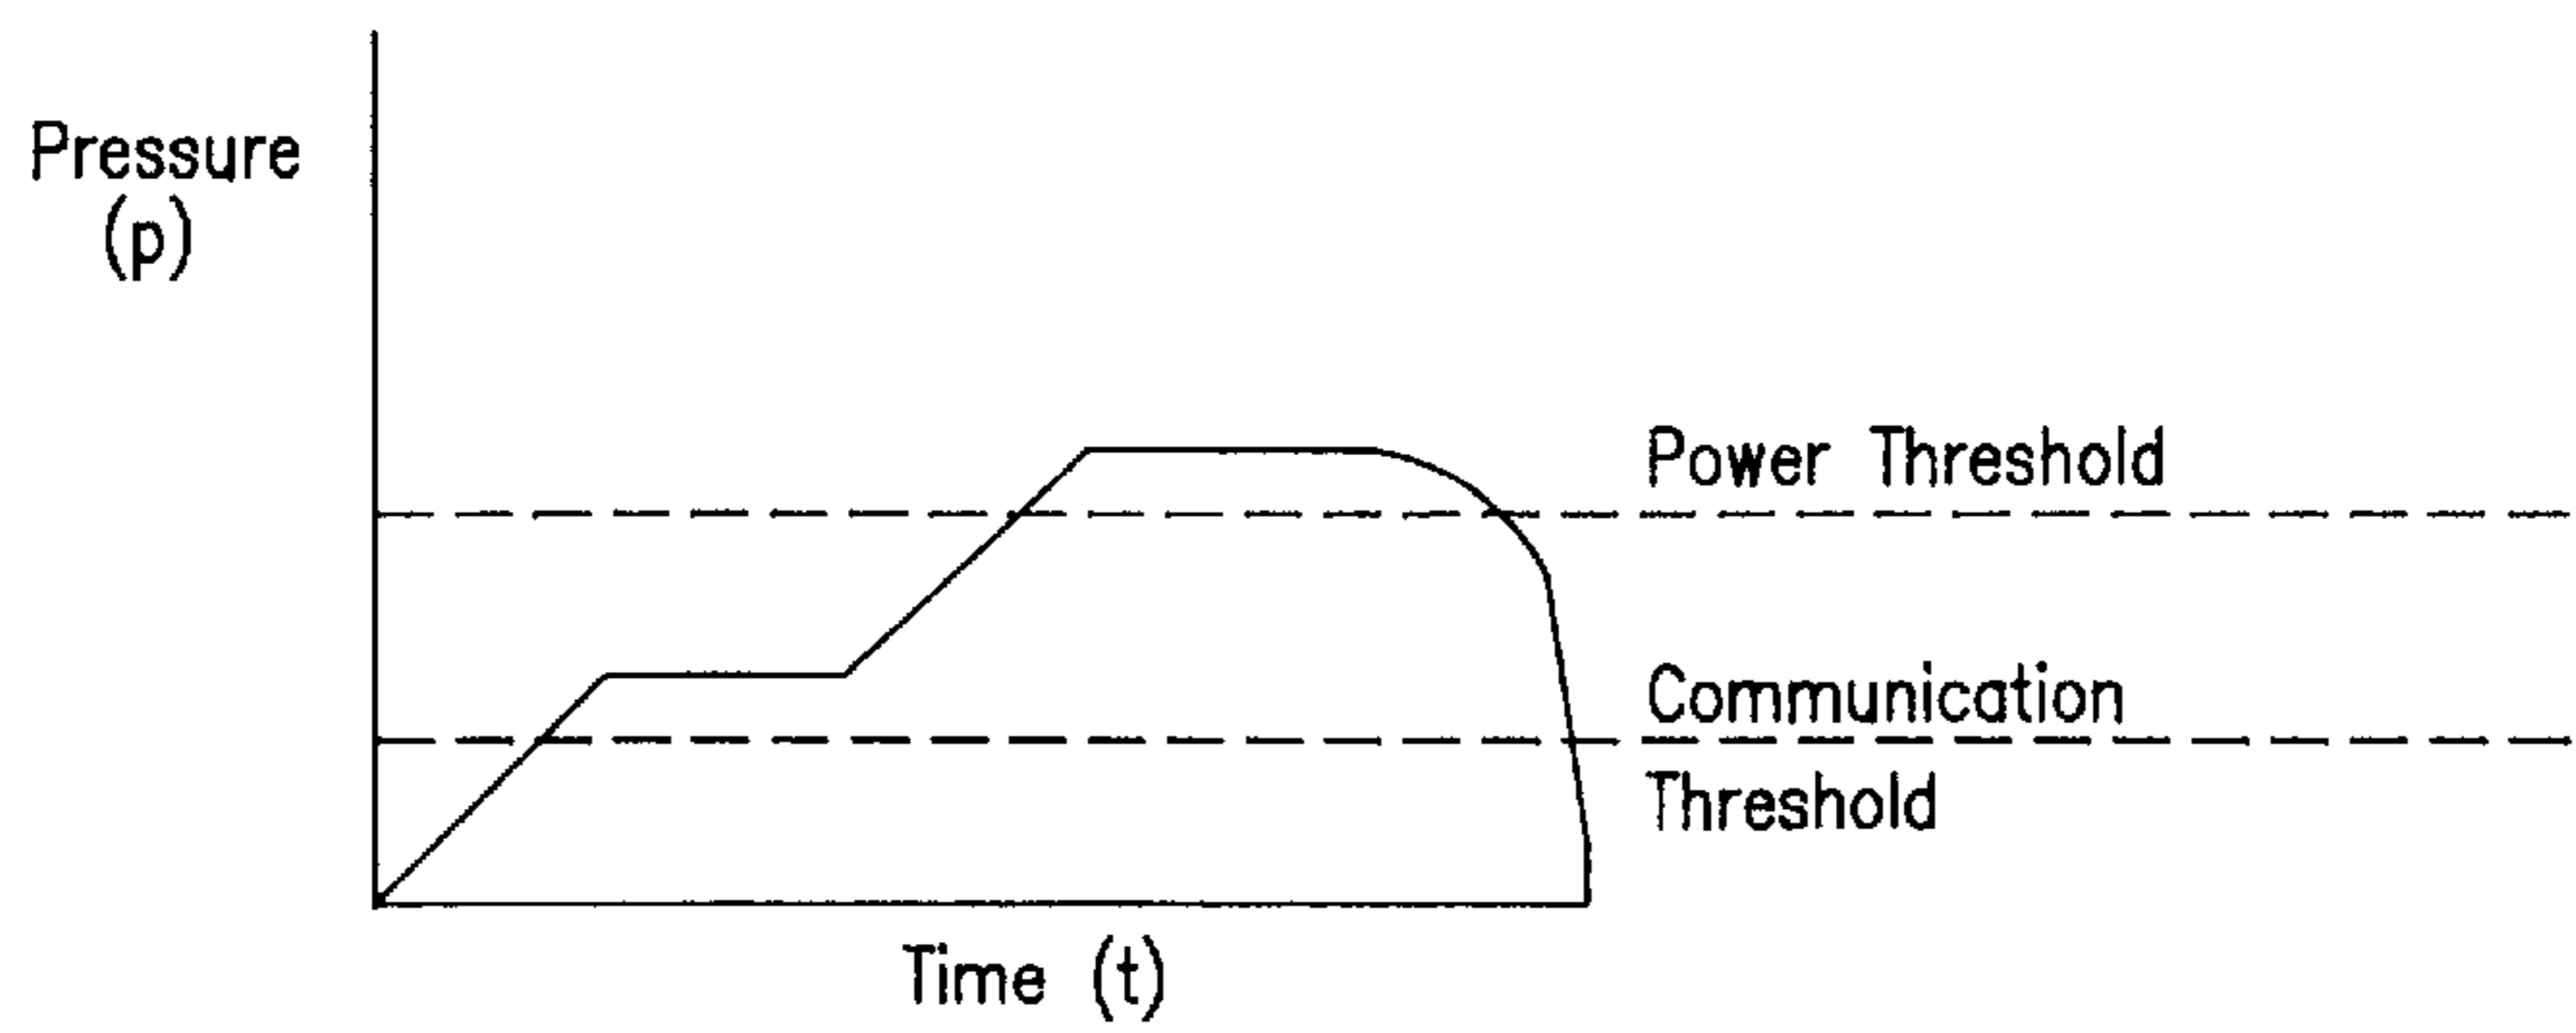 Pressure
(p)
Power Threshold
Communication
Threshold
Time (t)